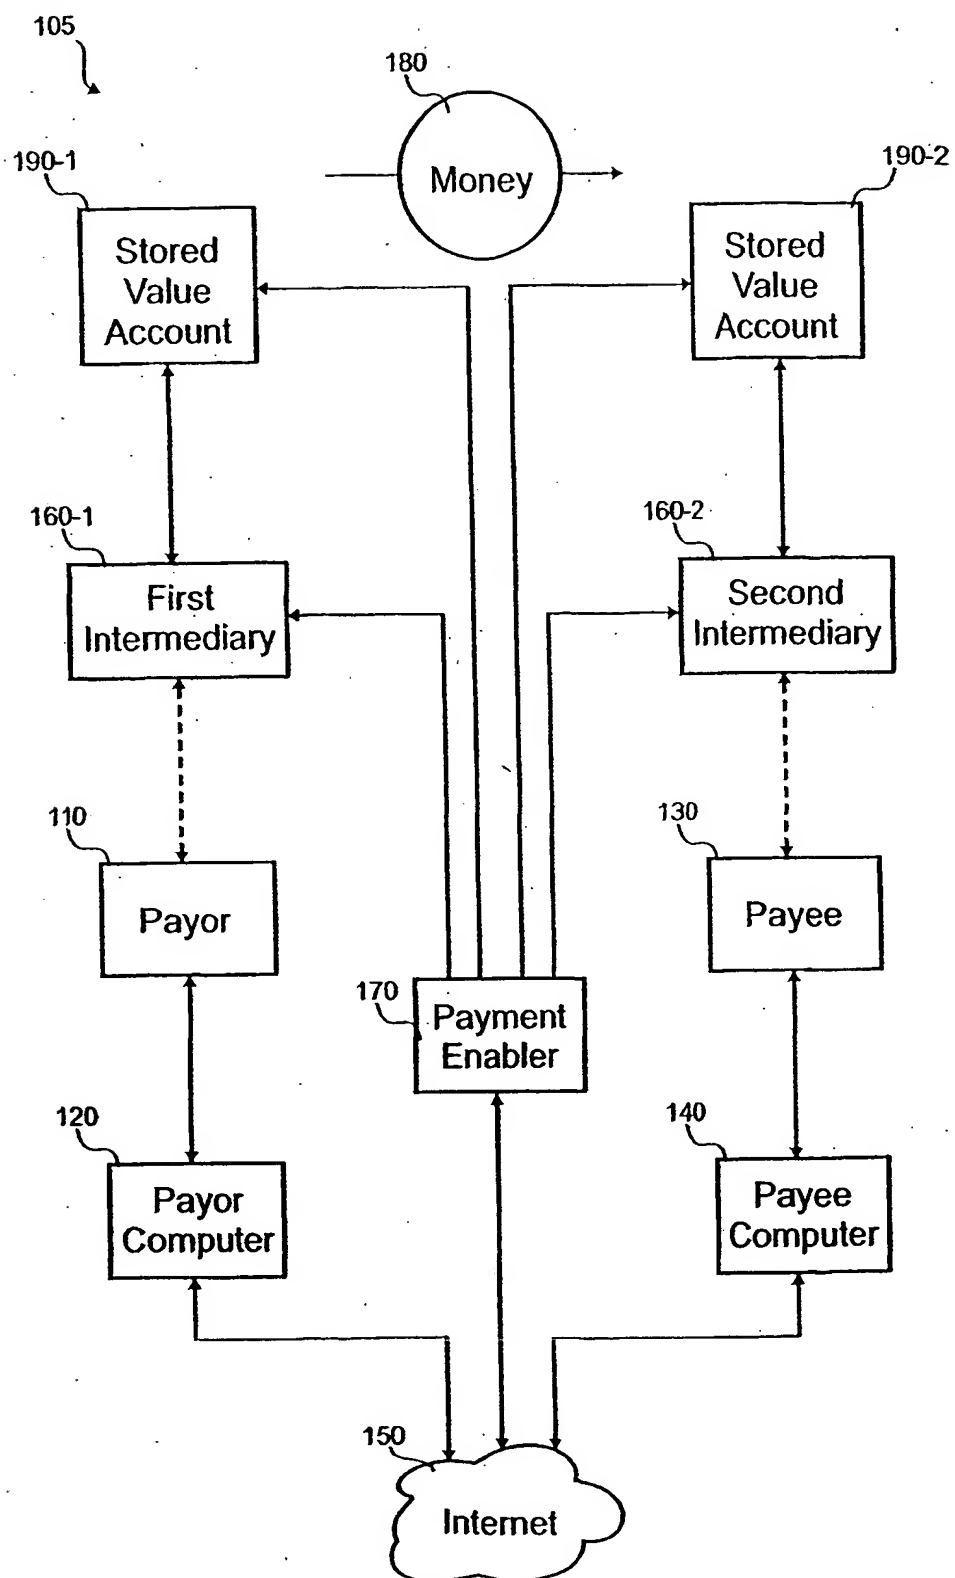 105
180
190-1
190-2
Money
Stored
Value
Account
Stored
Value
Account
160-1
160-2
First
Intermediary
Second
Intermediary
110
130
Payor
Payee
170
Payment
Enabler
120
140
Payor
Computer
Payee
Computer
150
Internet